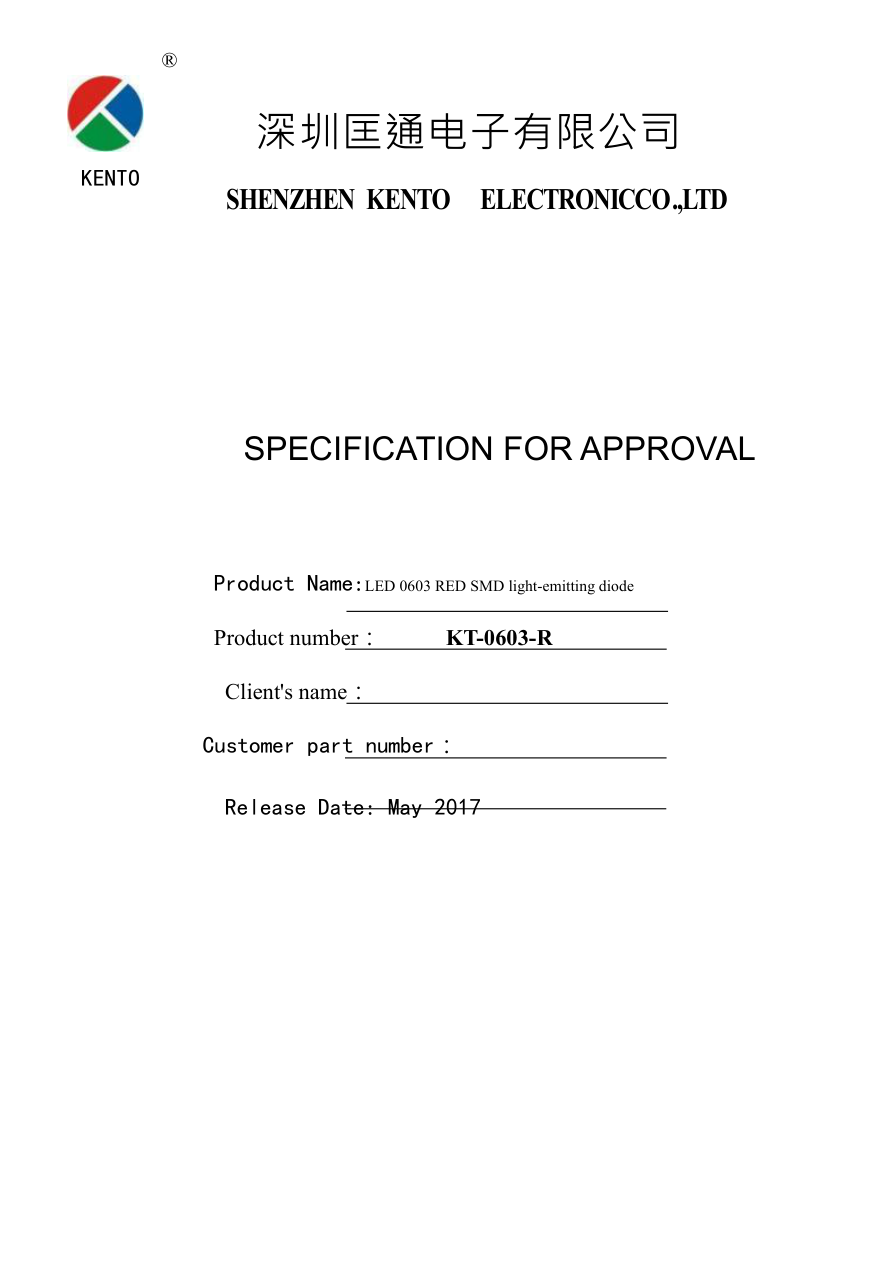 ®
深圳匡通电子有限公司
KENTO
SHENZHEN KENTO ELECTRONICCO.,LTD
SPECIFICATION FOR APPROVAL
Product Name:LED 0603 RED SMD light-emitting diode
Product number： KT-0603-R
Client's name：
Customer part number：
Release Date: May 2017